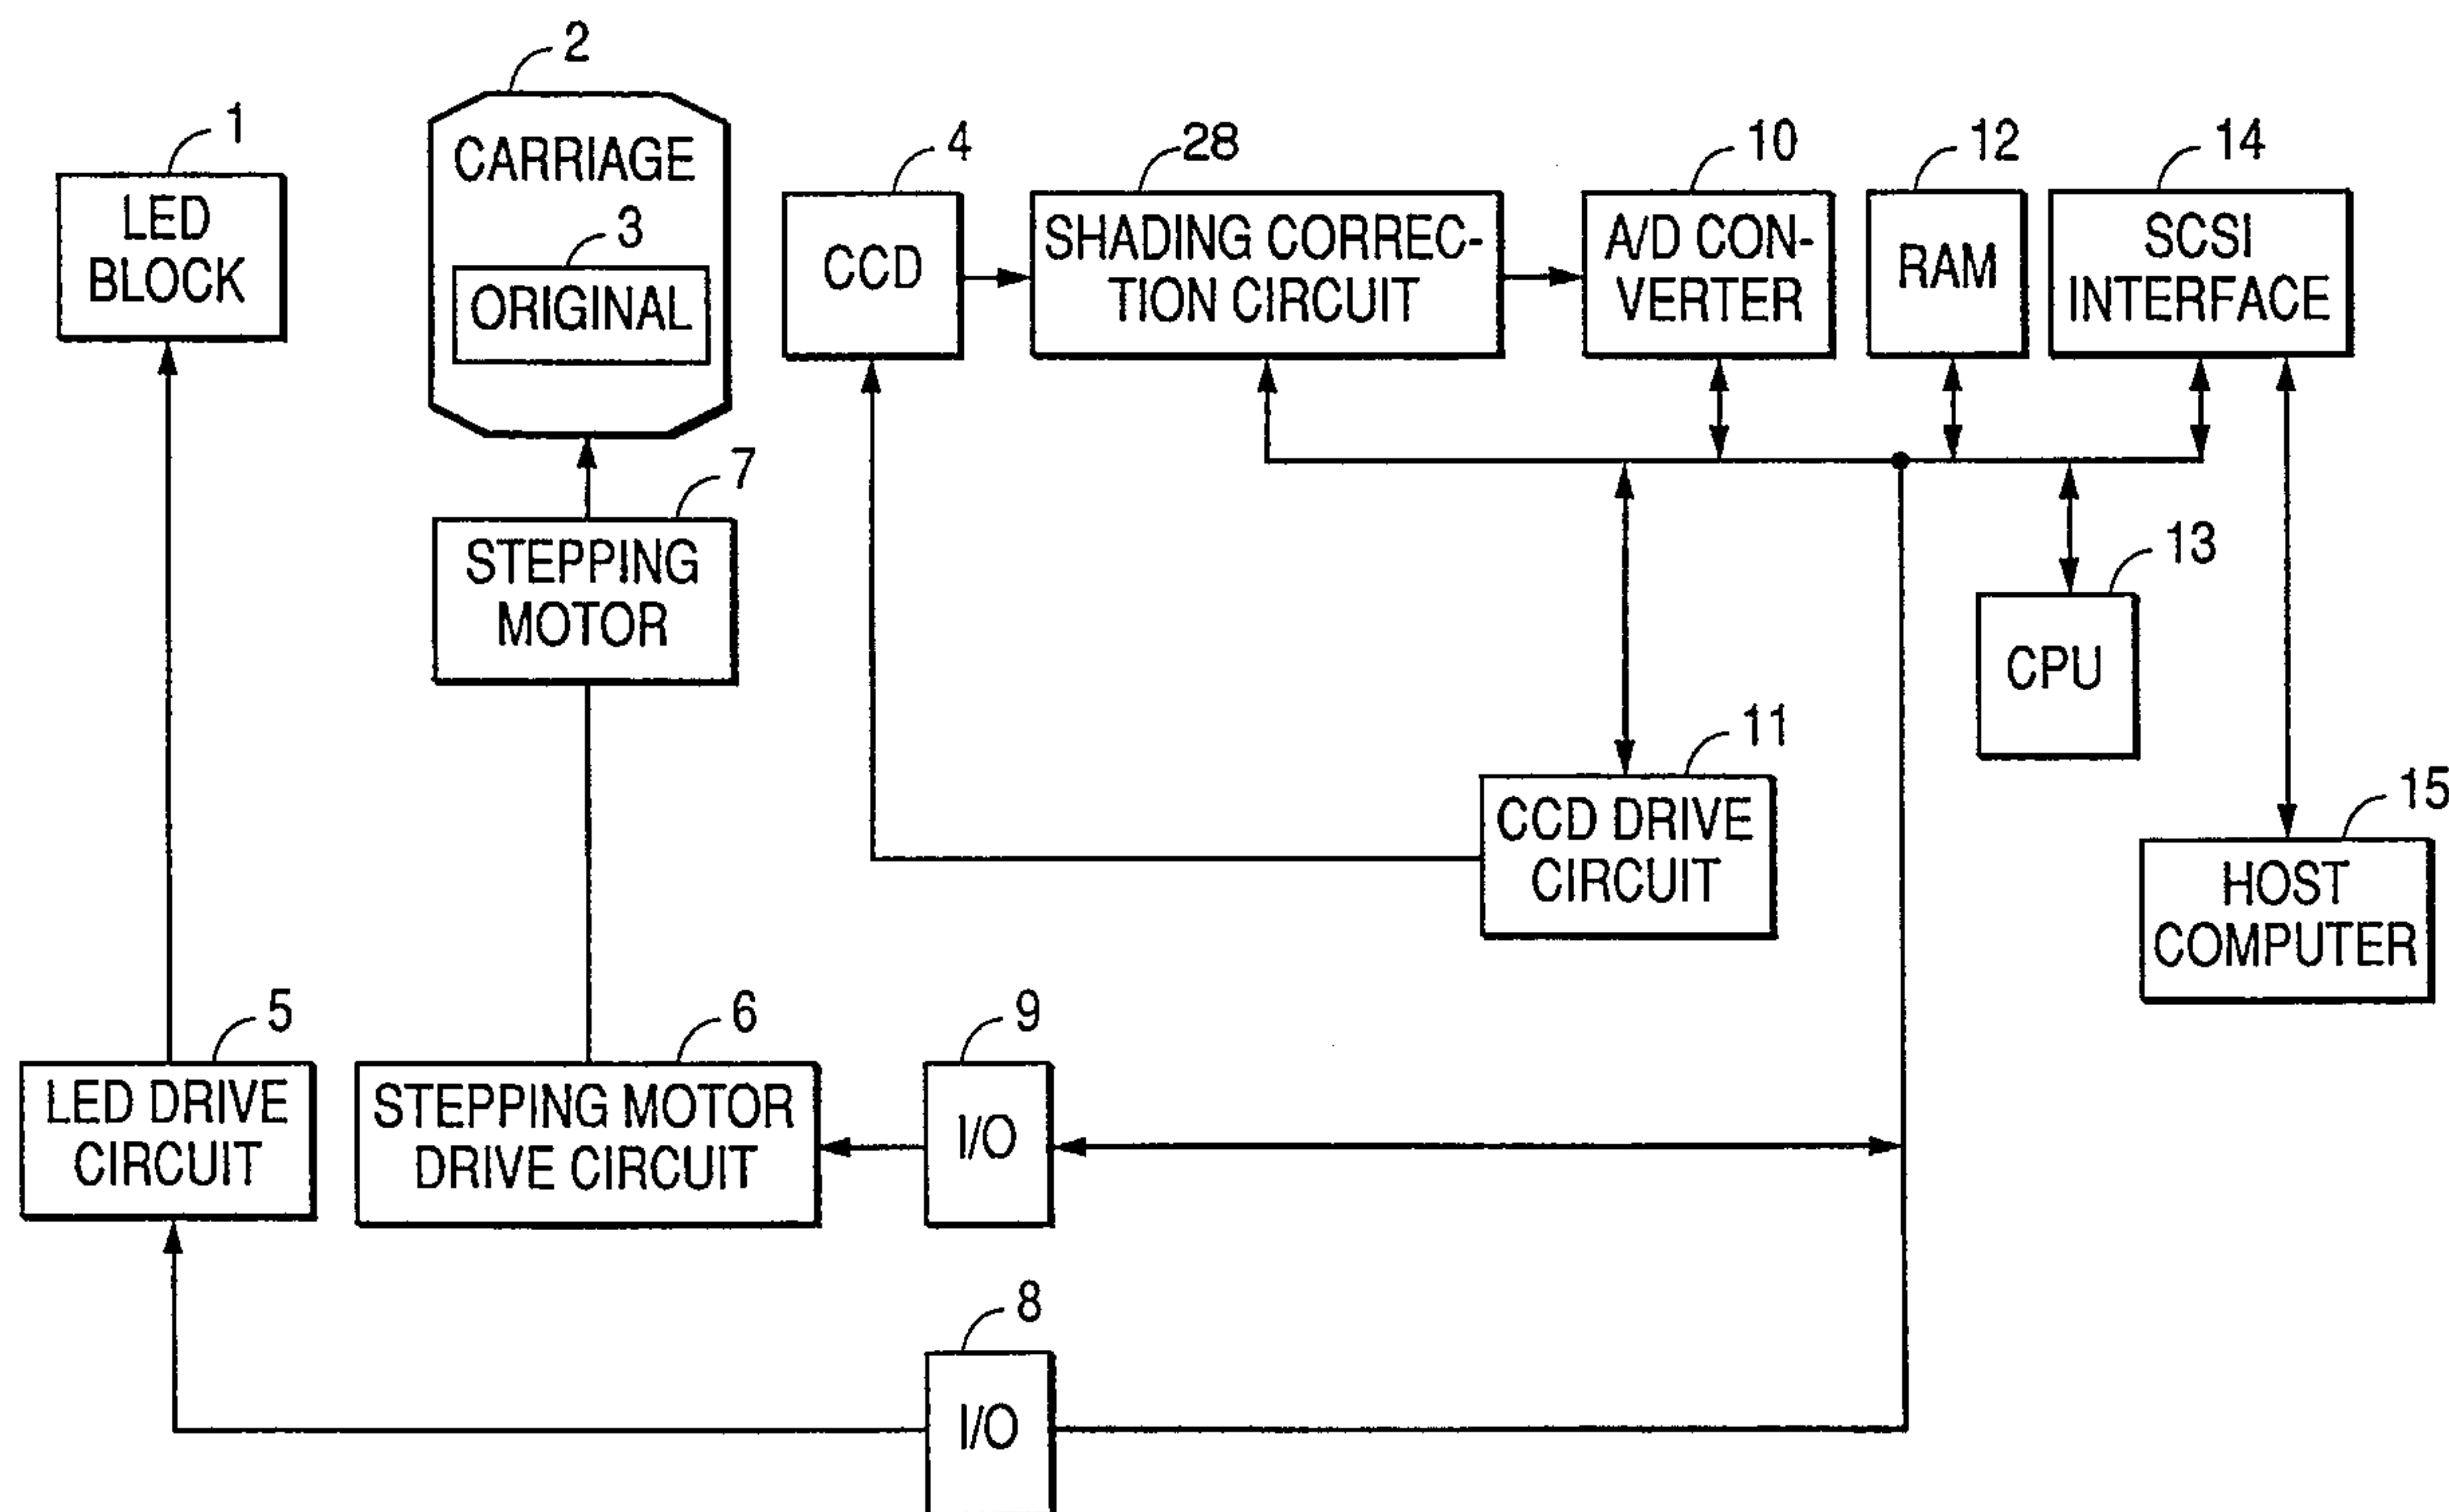 2
1
CARRIAGE
LED
BLOCK
3
ORIGINAL
4
CCD
28
SHADING CORREC-
TION CIRCUIT
10
A/D CON-
VERTER
12
RAM
14
SCSI
INTERFACE
7
STEPPING
MOTOR
13
CPU
11
CCD DRIVE
CIRCUIT
15
HOST
COMPUTER
5
LED DRIVE
CIRCUIT
6
STEPPING MOTOR
DRIVE CIRCUIT
9
I/O
8
I/O